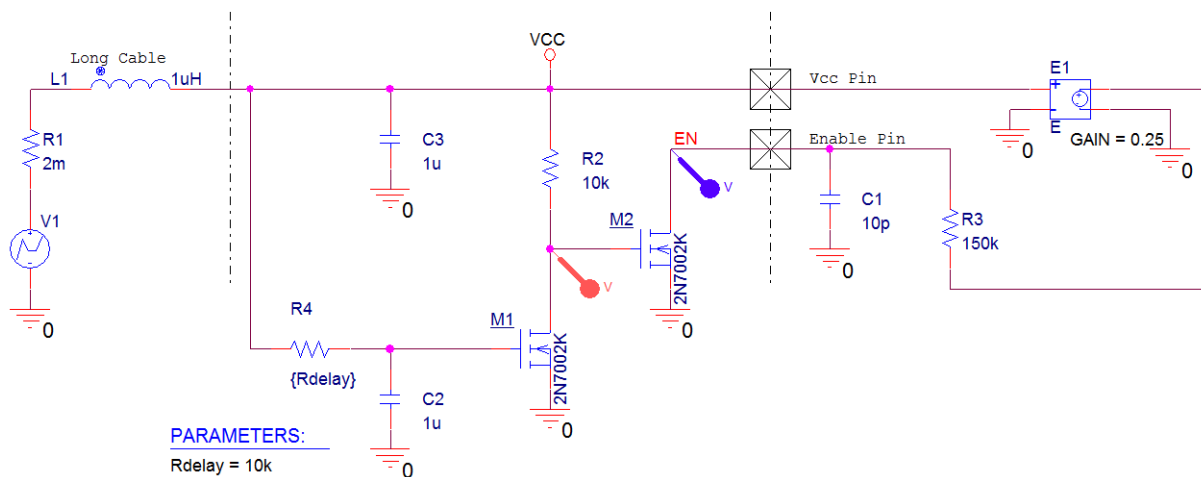 Long Cable
L1
1uH
R1
2m
V1
0
VCC
C3
1u
0
R2
10k
EN
V
M2
2N7002K
0
V
Vcc Pin
Enable Pin
C1
10p
0
R3
150k
E1
+
-
E
+
-
0
GAIN = 0.25
0
R4
{Rdelay}
C2
1u
0
M1
2N7002K
0
PARAMETERS:
Rdelay = 10k